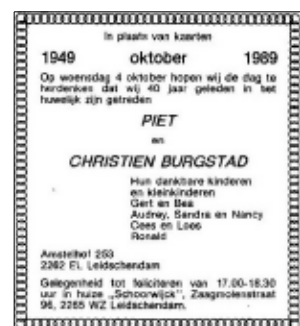 In plaats van kaarten
1949 oktober 1989
Op woensdag 4 oktober hopen wij de dag te
herdenken dat wij 40 jaar geleden in het
huwelijk zijn getreden
PIET
en
CHRISTIEN BURGSTAD
Hun dankbare kinderen
en kleinkinderen
Gert en Bea
Audrey, Sandra en Nancy
Cees en Loes
Ronald
Amstelhof 253
2262 EL Leidschendam
Gelegenheid tot feliciteren van 17.00-18.30
uur in huize „Schoorwijck”, Zaagmolenstraat
96, 2265 WZ Leidschendam.